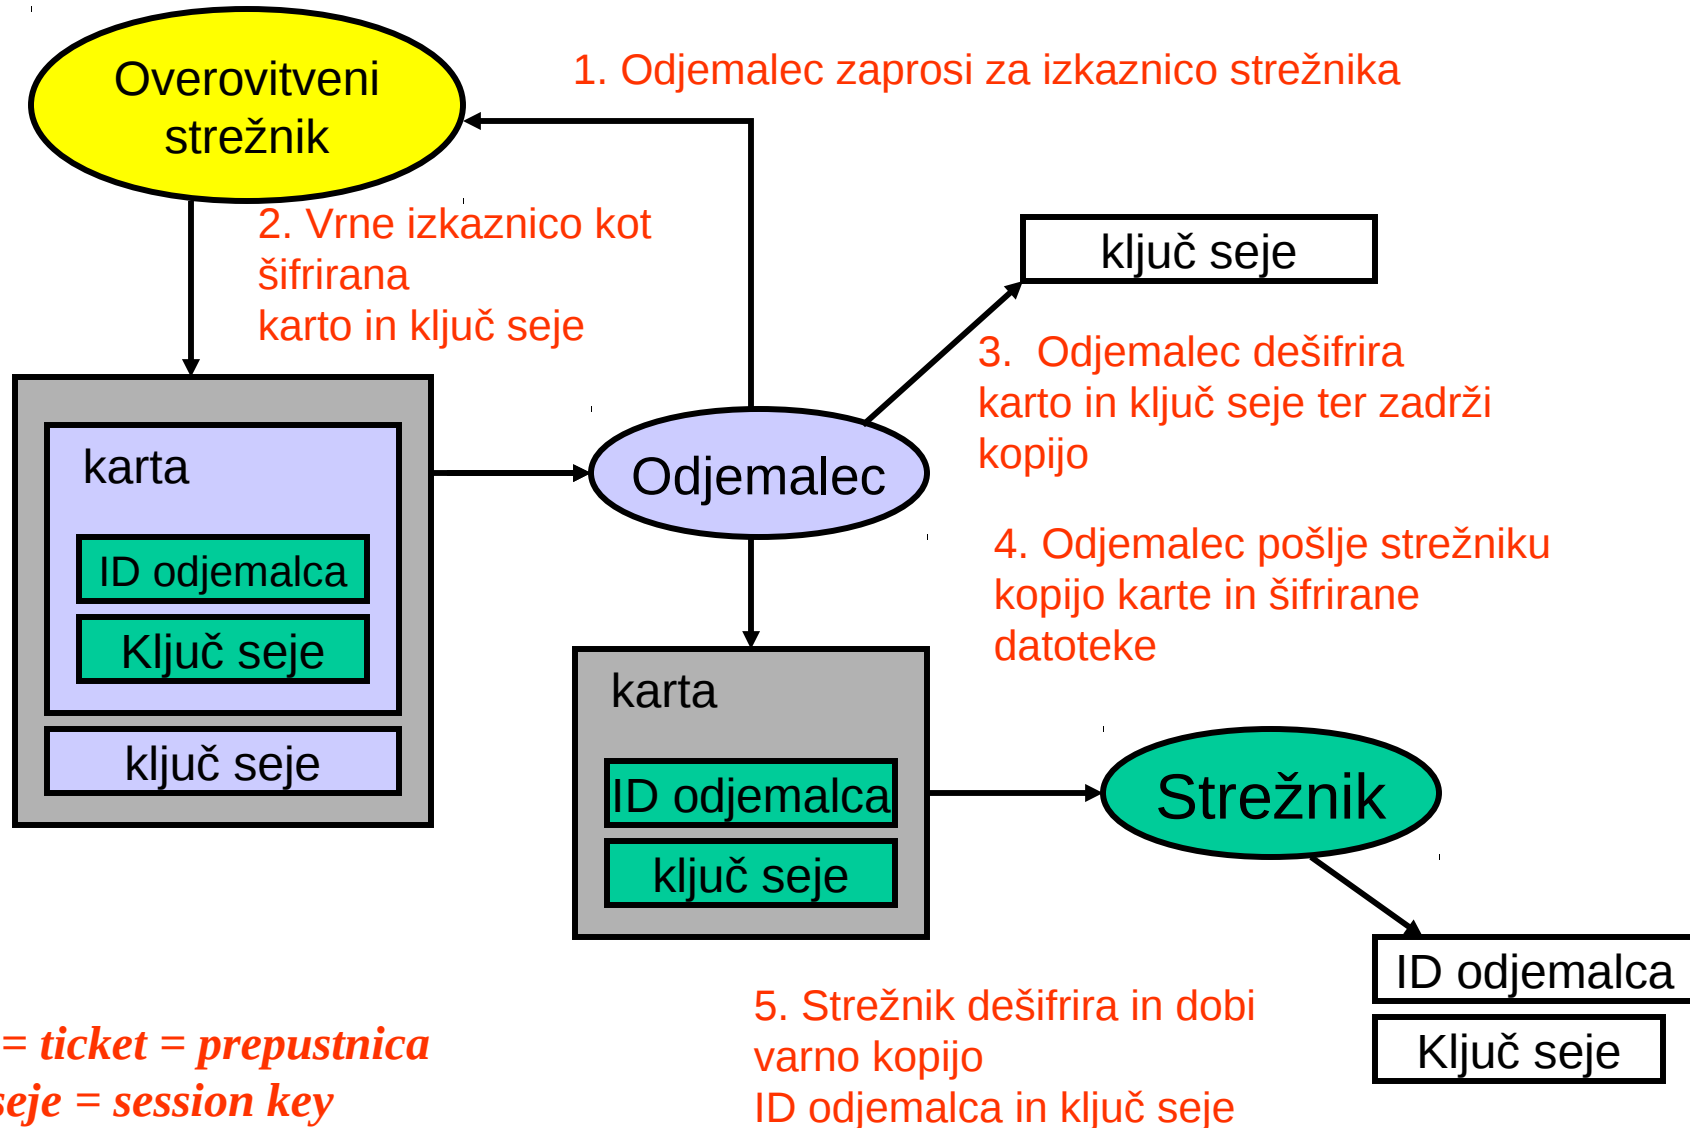 Overovitveni
strežnik
1. Odjemalec zaprosi za izkaznico strežnika
2. Vrne izkaznico kot
šifrirana
karto in ključ seje
ključ seje
3.  Odjemalec dešifrira
karto in ključ seje ter zadrži
kopijo
karta
ID odjemalca
Ključ seje
ključ seje
Odjemalec
4. Odjemalec pošlje strežniku
kopijo karte in šifrirane
datoteke
karta
ID odjemalca
ključ seje
Strežnik
ID odjemalca
Ključ seje
5. Strežnik dešifrira in dobi
varno kopijo
ID odjemalca in ključ seje
= ticket = prepustnica
seje = session key